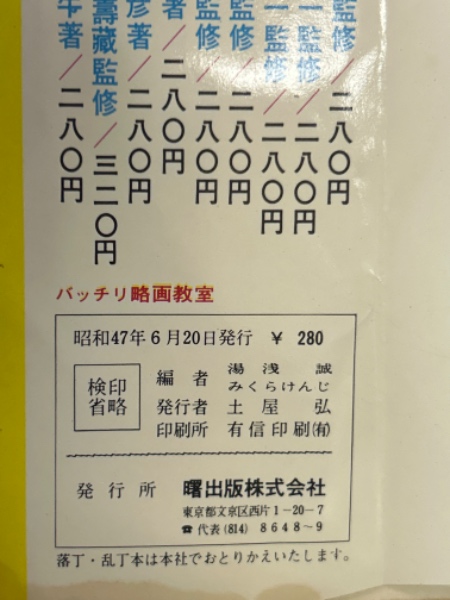 監修/二八〇円
一監修/二八〇円
一監修/二八〇円
監修/二八〇円
監修/二八〇円
著/二八〇円
彦著/二八〇円
壽藏監修/三二〇円
著/二八〇円
バッチリ略画教室
昭和47年6月20日発行 ¥ 280
検印
省略
編者 湯浅誠
みくらけんじ
発行者 土屋弘
印刷所 有信印刷(有)
発行所 曙出版株式会社
東京都文京区西片1-20-7
☎代表(814) 8648~9
落丁・乱丁本は本社でおとりかえいたします。